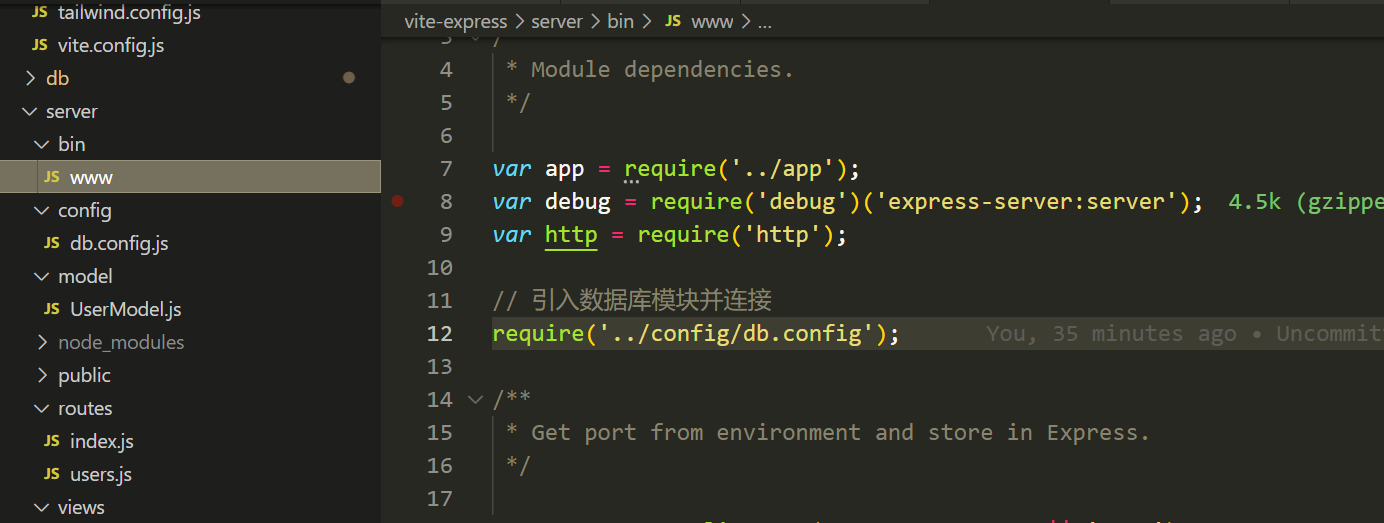 JS tailwind.config.js
JS vite.config.js
> db
server
bin
JS www
config
JS db.config.js
model
JS UserModel.js
> node_modules
> public
routes
JS index.js
JS users.js
views
vite-express > server > bin > JS www > ...
4 * Module dependencies.
5 */
6
7 var app = require('../app');
8 var debug = require('debug')('express-server:server'); 4.5k (gzippe
9 var http = require('http');
10
11 // 引入数据库模块并连接
12 require('../config/db.config'); You, 35 minutes ago • Uncommit
13
14 /**
15 * Get port from environment and store in Express.
16 */
17